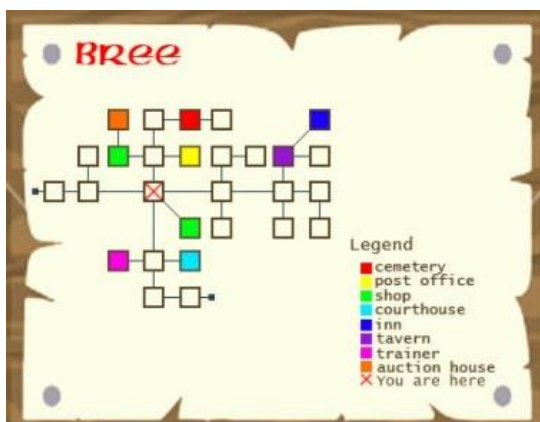 BRee
Legend
cemetery
post office
shop
courthouse
inn
tavern
trainer
auction house
You are here